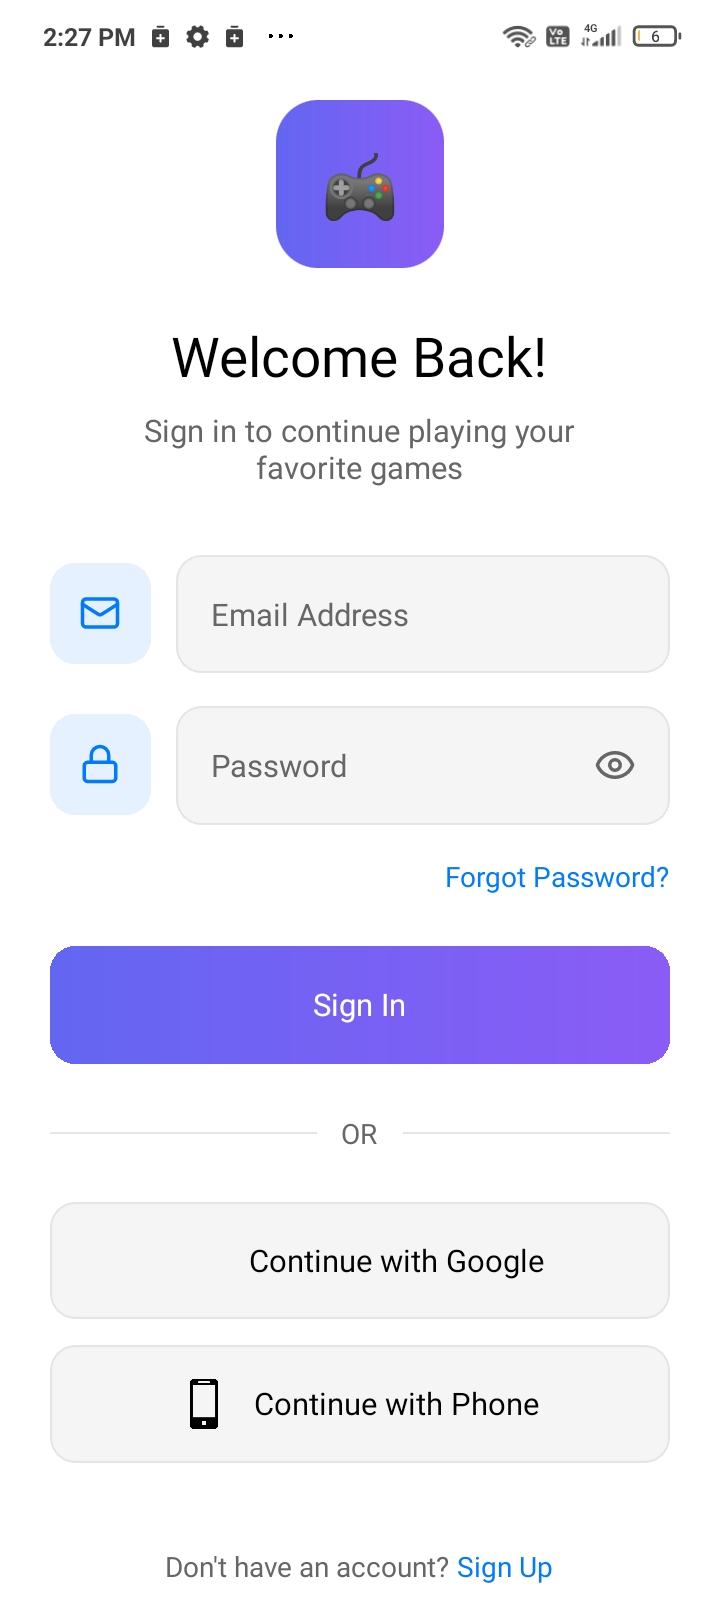 2:27 PM
Vo LTE
4G
6
Welcome Back!
Sign in to continue playing your
favorite games
Email Address
Password
Forgot Password?
Sign In
OR
Continue with Google
Continue with Phone
Don't have an account? Sign Up